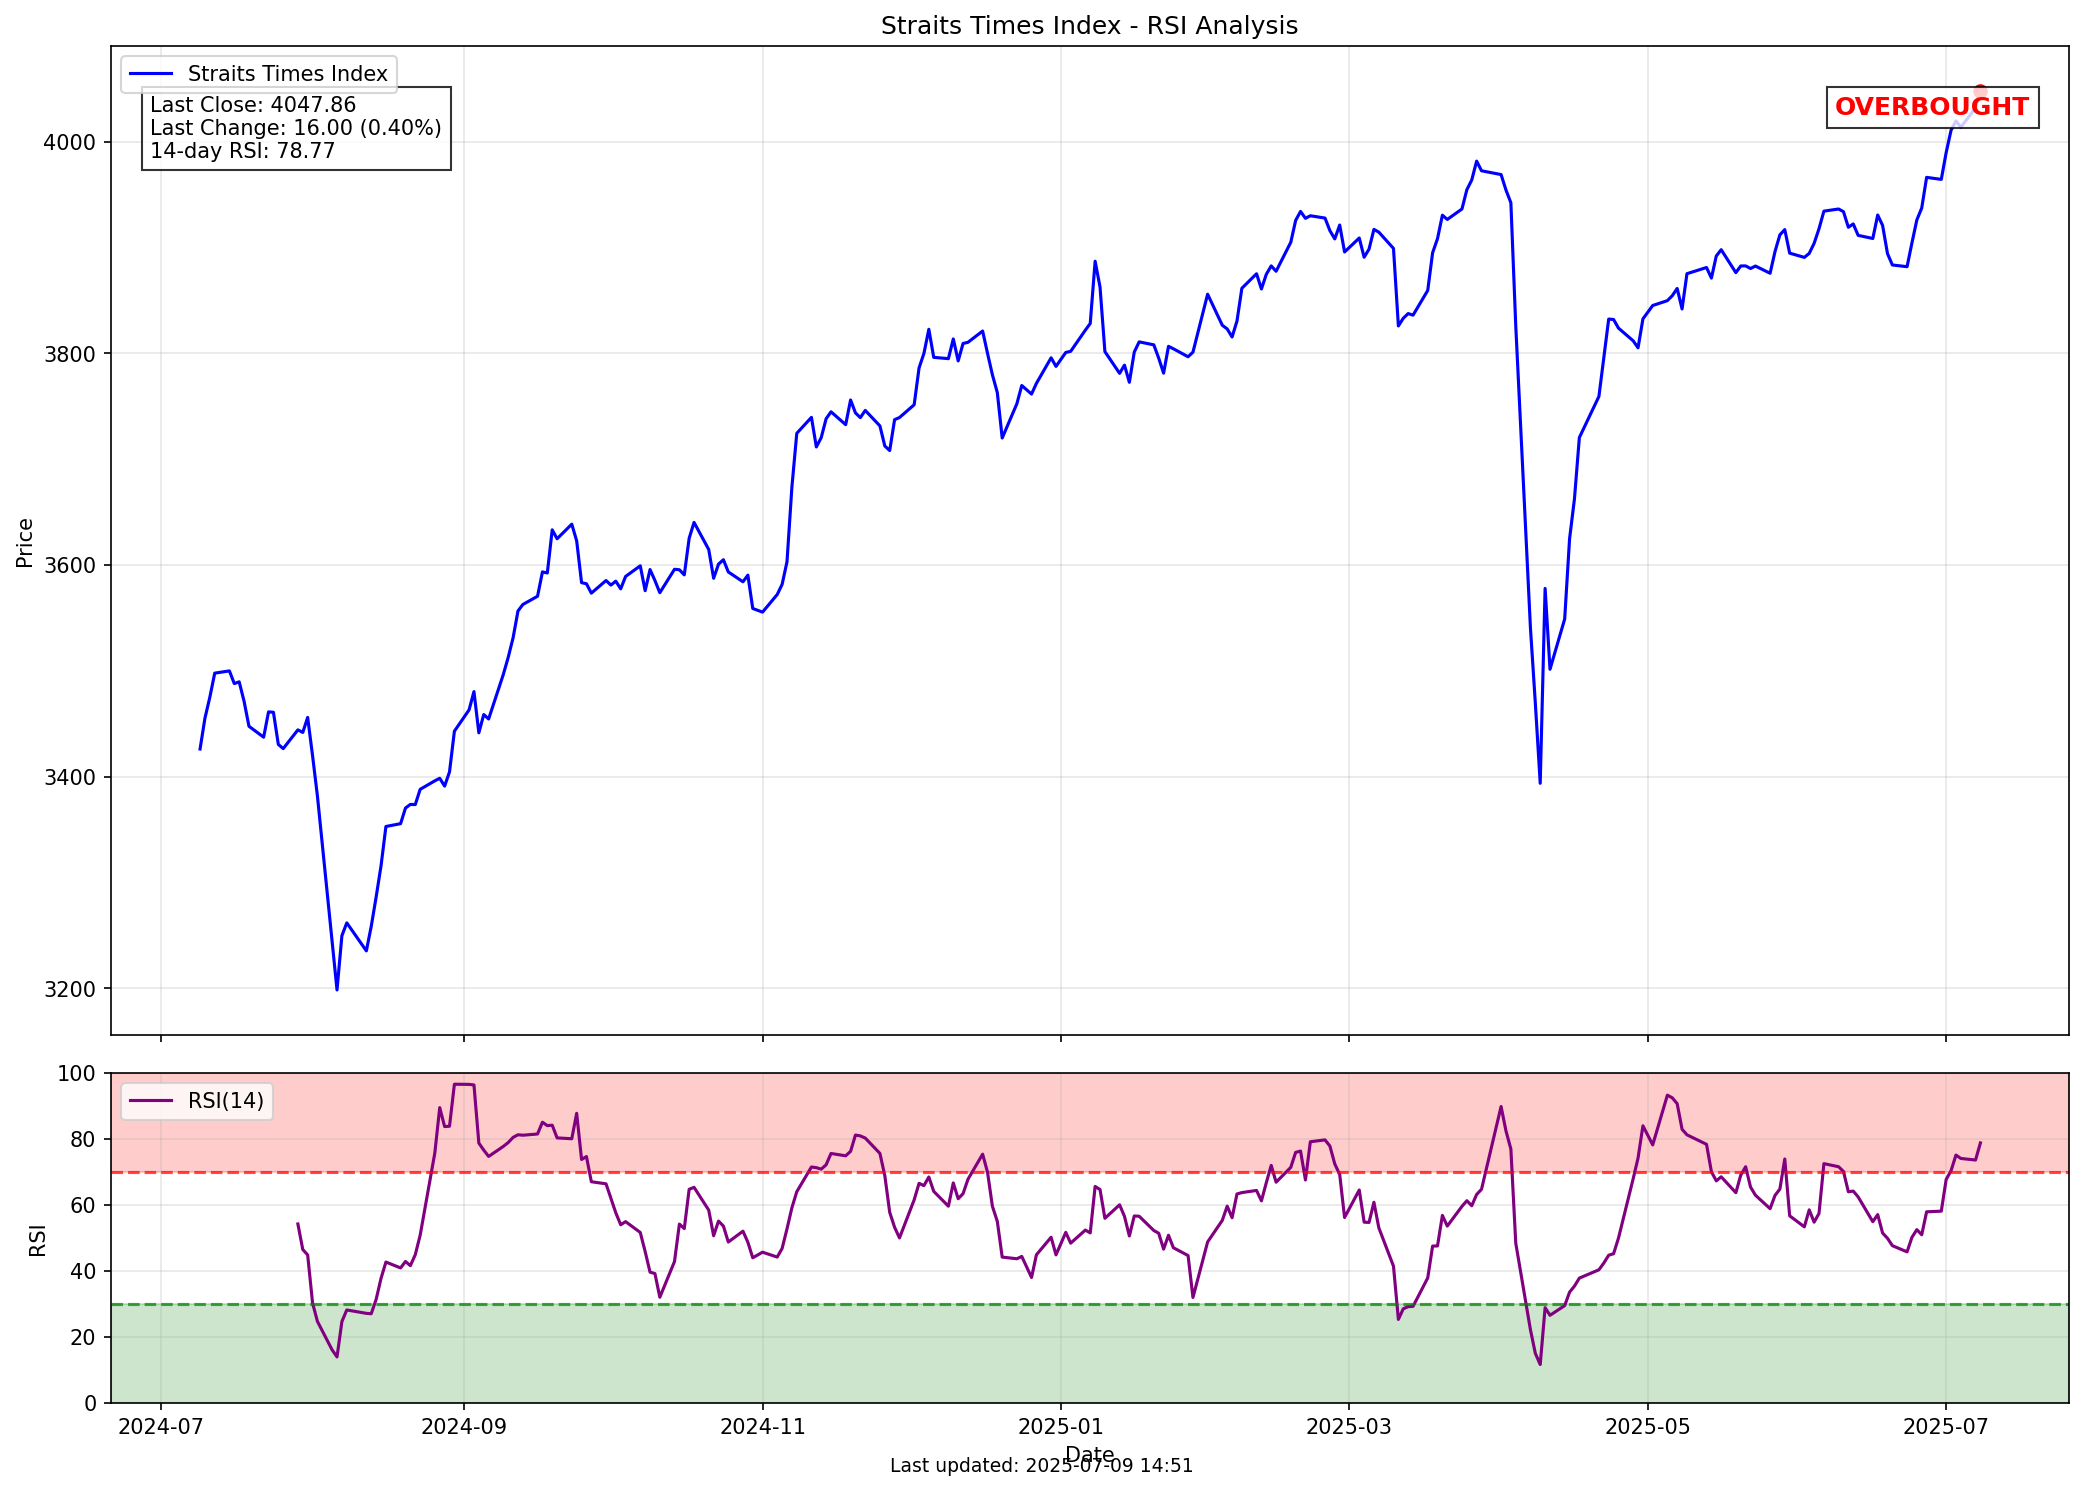 Straits Times Index - RSI Analysis
Straits Times Index
Last Close: 4047.86
Last Change: 16.00 (0.40%)
14-day RSI: 78.77
OVERBOUGHT
Price
4000
3800
3600
3400
3200
RSI(14)
RSI
100
80
60
40
20
0
2024-07
2024-09
2024-11
2025-01
2025-03
2025-05
2025-07
Date
Last updated: 2025-07-09 14:51